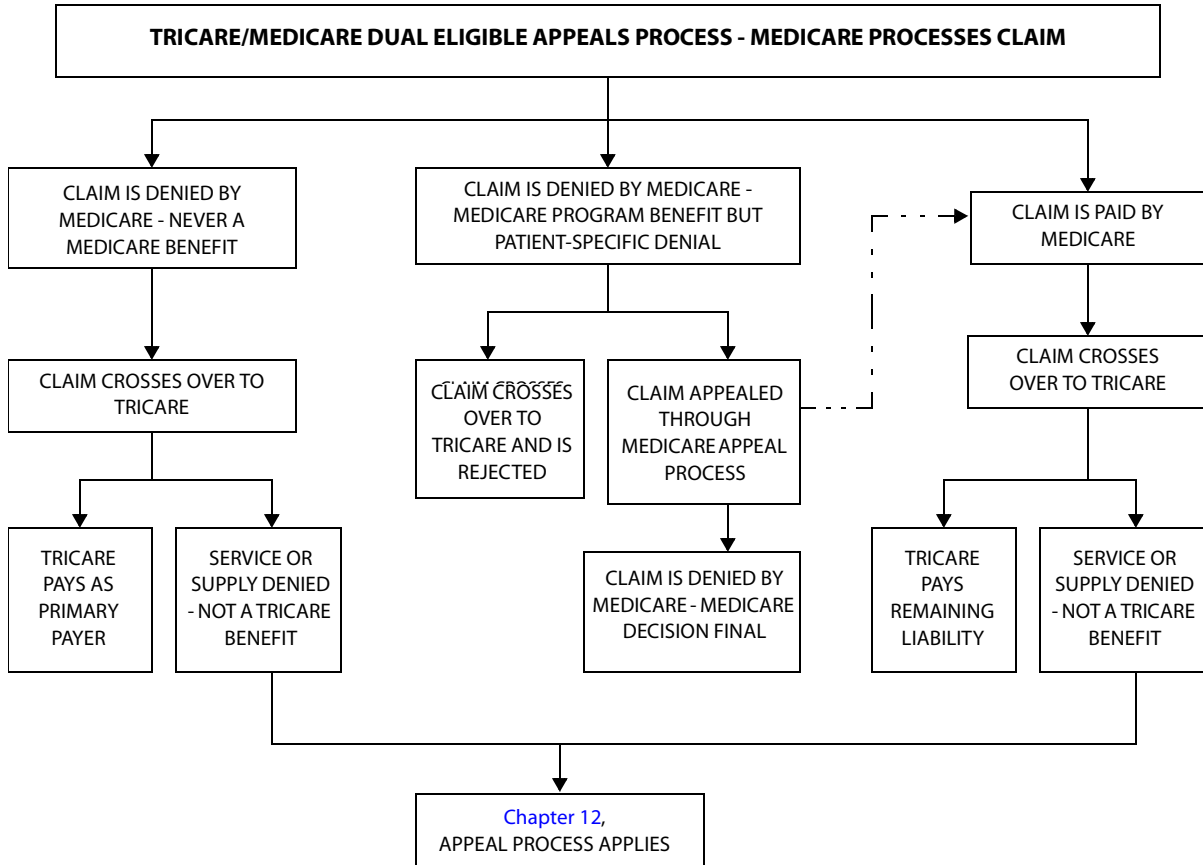 TRICARE/MEDICARE DUAL ELIGIBLE APPEALS PROCESS - MEDICARE PROCESSES CLAIM
CLAIM IS DENIED BY
MEDICARE - NEVER A
MEDICARE BENEFIT
CLAIM IS DENIED BY MEDICARE -
MEDICARE PROGRAM BENEFIT BUT
PATIENT-SPECIFIC DENIAL
CLAIM IS PAID BY
MEDICARE
CLAIM CROSSES OVER TO
TRICARE
CLAIM CROSSES
OVER TO
TRICARE AND IS
REJECTED
CLAIM APPEALED
THROUGH
MEDICARE APPEAL
PROCESS
CLAIM CROSSES
OVER TO TRICARE
TRICARE
PAYS AS
PRIMARY
PAYER
SERVICE OR
SUPPLY DENIED
- NOT A TRICARE
BENEFIT
CLAIM IS DENIED BY
MEDICARE - MEDICARE
DECISION FINAL
TRICARE
PAYS
REMAINING
LIABILITY
SERVICE OR
SUPPLY DENIED
- NOT A TRICARE
BENEFIT
Chapter 12,
APPEAL PROCESS APPLIES